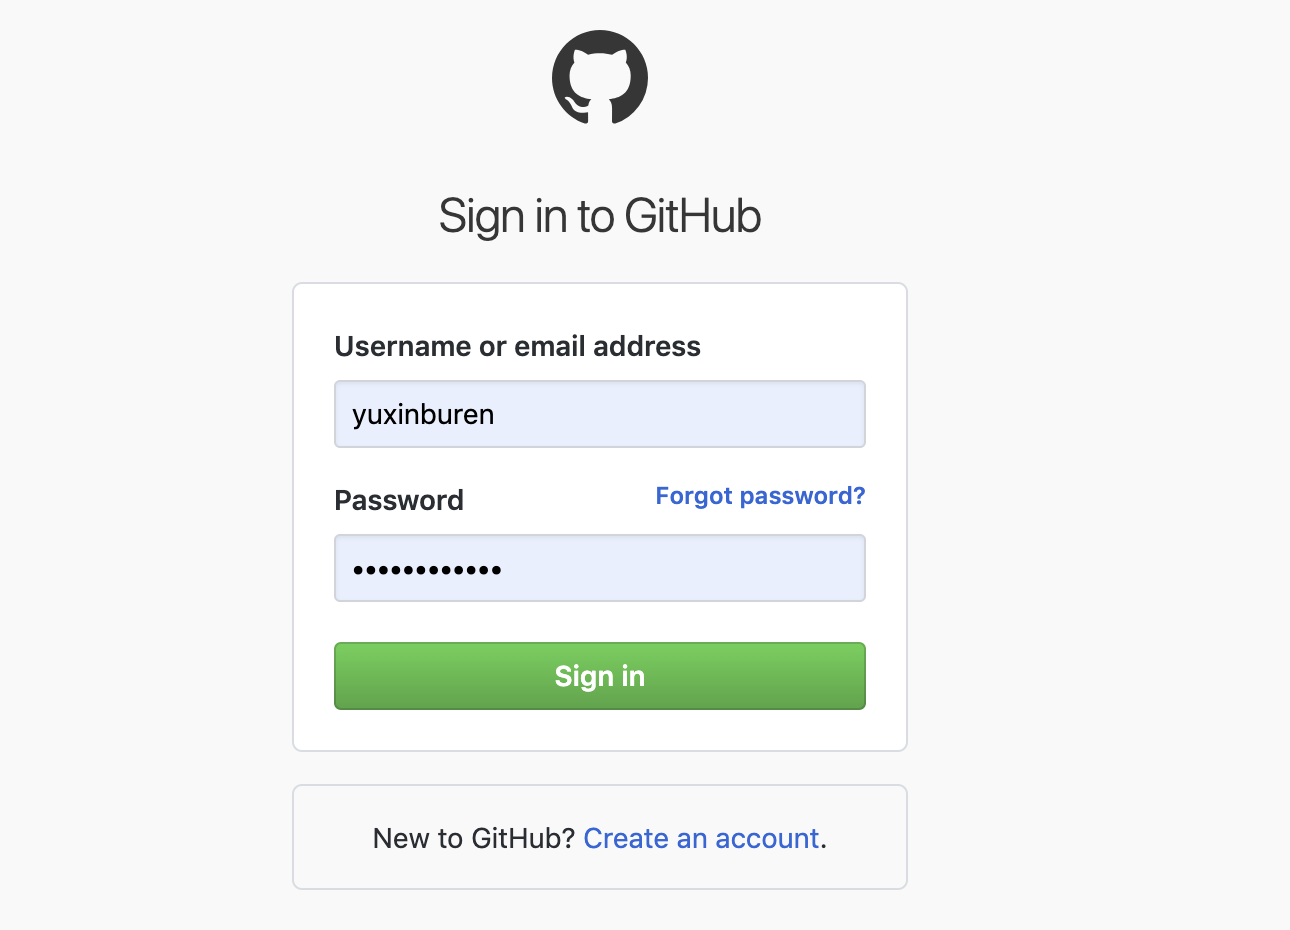 Sign in to GitHub
Username or email address
yuxinburen
Password
Forgot password?
••••••••••••
Sign in
New to GitHub? Create an account.